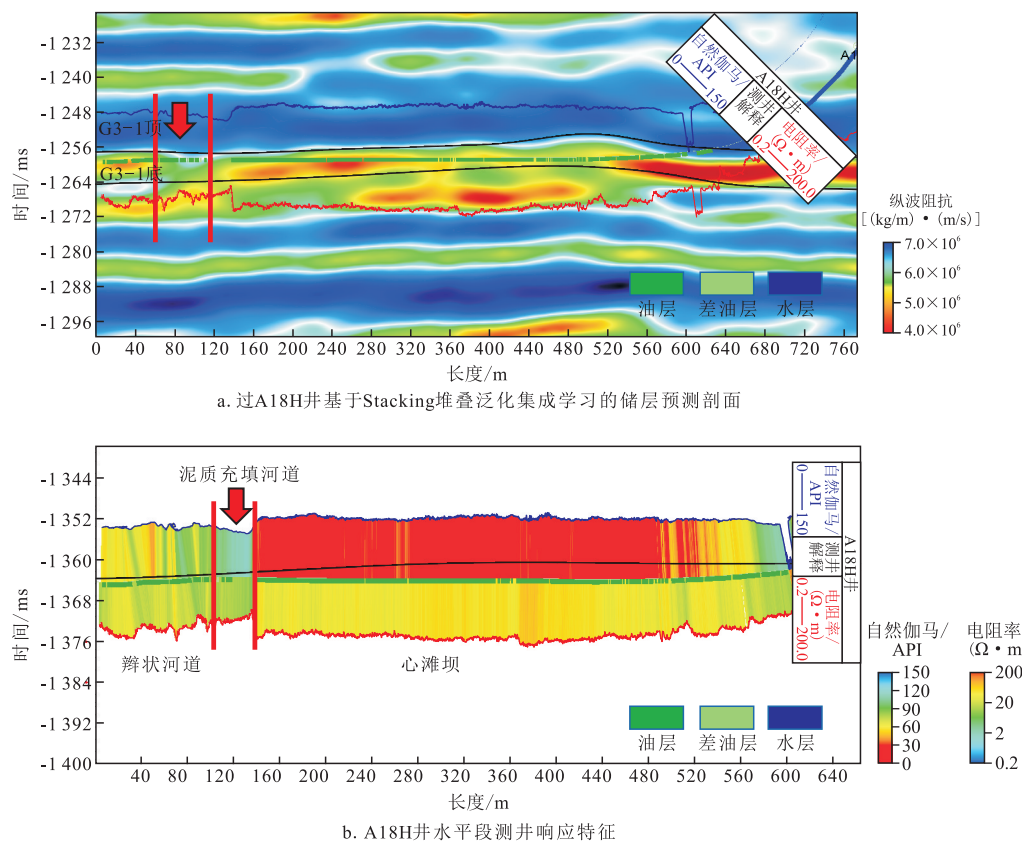 -1 232
-1 240
-1 248
-1 256
-1 264
-1 272
-1 280
-1 288
-1 296
时间/ms
G3-1顶
G3-1底
A18H井
自然伽马/
API
0——150
测井
解释
电阻率/
(Ω·m)
0.2——200.0
油层
差油层
水层
纵波阻抗
[(kg/m)·(m/s)]
7.0×10⁶
6.0×10⁶
5.0×10⁶
4.0×10⁶
0 40 80 120 160 200 240 280 320 360 400 440 480 520 560 600 640 680 720 760
长度/m
a. 过A18H井基于Stacking堆叠泛化集成学习的储层预测剖面
-1 344
-1 352
-1 360
-1 368
-1 376
-1 384
-1 392
-1 400
时间/ms
泥质充填河道
辫状河道
心滩坝
A18H井
自然伽马/
API
0——150
测井
解释
电阻率/
(Ω·m)
0.2——200.0
油层
差油层
水层
自然伽马/
API
150
120
90
60
30
0
电阻率
(Ω·m
200
20
2
0.2
40 80 120 160 200 240 280 320 360 400 440 480 520 560 600 640
长度/m
b. A18H井水平段测井响应特征